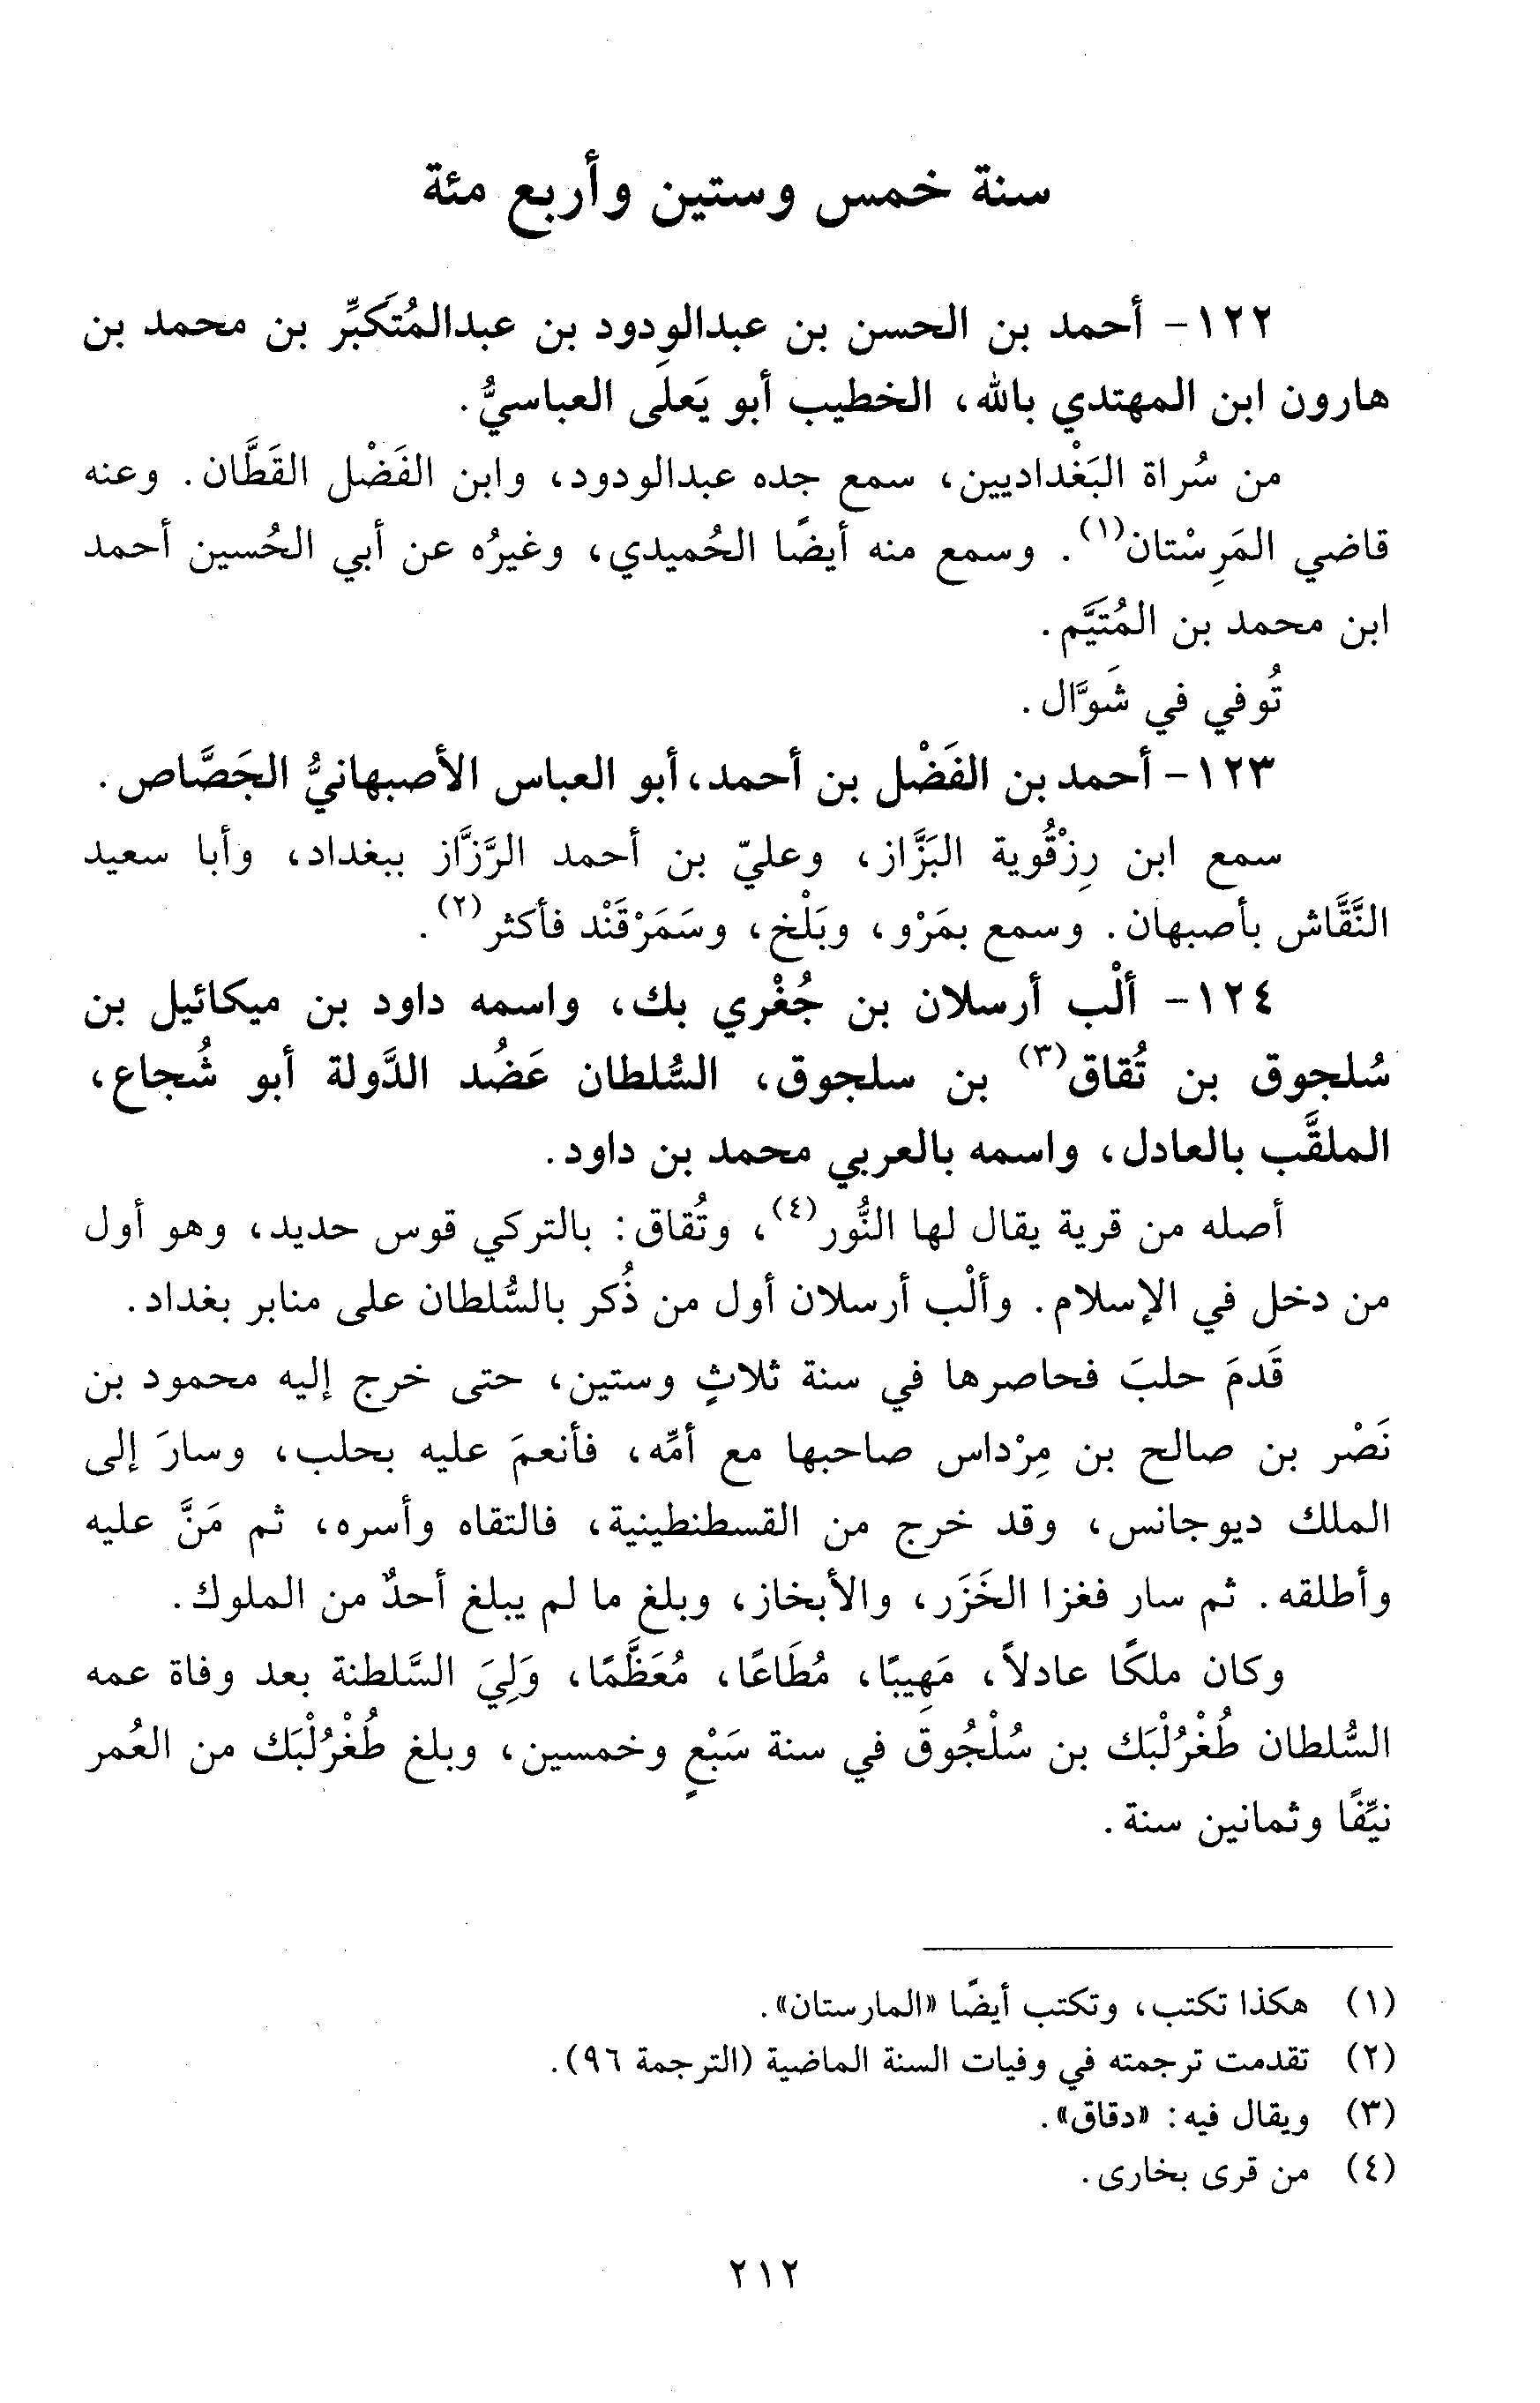 سنة خمس وستين وأربع مئة
١٢٢- أحمد بن الحسن بن عبدالوِدود بن عبدالمُتَكبِّر بن محمد بن
هارون ابن المهتدي بالله، الخطيب أبو يَعلى العباسيُّ.
من سُراة البَغْداديين، سمع جده عبدالودود، وابن الفَضْل القَطَّان. وعنه
قاضي المَرِسْتان(١). وسمع منه أيضًا الحُميدي، وغيرُه عن أبي الحُسين أحمد
ابن محمد بن المُتَيَّم.
تُوفي في شَوَّال.
١٢٣- أحمد بن الفَضْل بن أحمد، أبو العباس الأصبهانيُّ الجَصَّاص.
سمع ابن رِزْقُوية البَزَّاز، وعليّ بن أحمد الرَّزَّاز ببغداد، وأبا سعيد
النَّقَّاش بأصبهان. وسمع بمَرْو، وبَلْخ، وسَمَرْقَنْد فأكثر(٢).
١٢٤- ألْب أرسلان بن جُغْري بك، واسمه داود بن ميكائيل بن
سُلجوق بن تُقاق(٣) بن سلجوق، السُّلطان عَضُد الدَّولة أبو شُجاع،
الملقَّب بالعادل، واسمه بالعربي محمد بن داود.
أصله من قرية يقال لها النُّور(٤)، وتُقاق: بالتركي قوس حديد، وهو أول
من دخل في الإسلام. وألْب أرسلان أول من ذُكر بالسُّلطان على منابر بغداد.
قَدمَ حلبَ فحاصرها في سنة ثلاثٍ وستين، حتى خرج إليه محمود بن
نَصْر بن صالح بن مِرْداس صاحبها مع أمِّه، فأنعمَ عليه بحلب، وسارَ إلى
الملك ديوجانس، وقد خرج من القسطنطينية، فالتقاه وأسره، ثم مَنَّ عليه
وأطلقه. ثم سار فغزا الخَزَر، والأبخاز، وبلغ ما لم يبلغ أحدٌ من الملوك.
وكان ملكًا عادلاً، مَهِيبًا، مُطَاعًا، مُعَظَّمًا، وَلِيَ السَّلطنة بعد وفاة عمه
السُّلطان طُغْرُلْبَك بن سُلْجُوق في سنة سَبْعٍ وخمسين، وبلغ طُغْرُلْبَك من العُمر
نيِّفًا وثمانين سنة.
(١) هكذا تكتب، وتكتب أيضًا «المارستان».
(٢) تقدمت ترجمته في وفيات السنة الماضية (الترجمة ٩٦).
(٣) ويقال فيه: «دقاق».
(٤) من قرى بخارى.
٢١٢